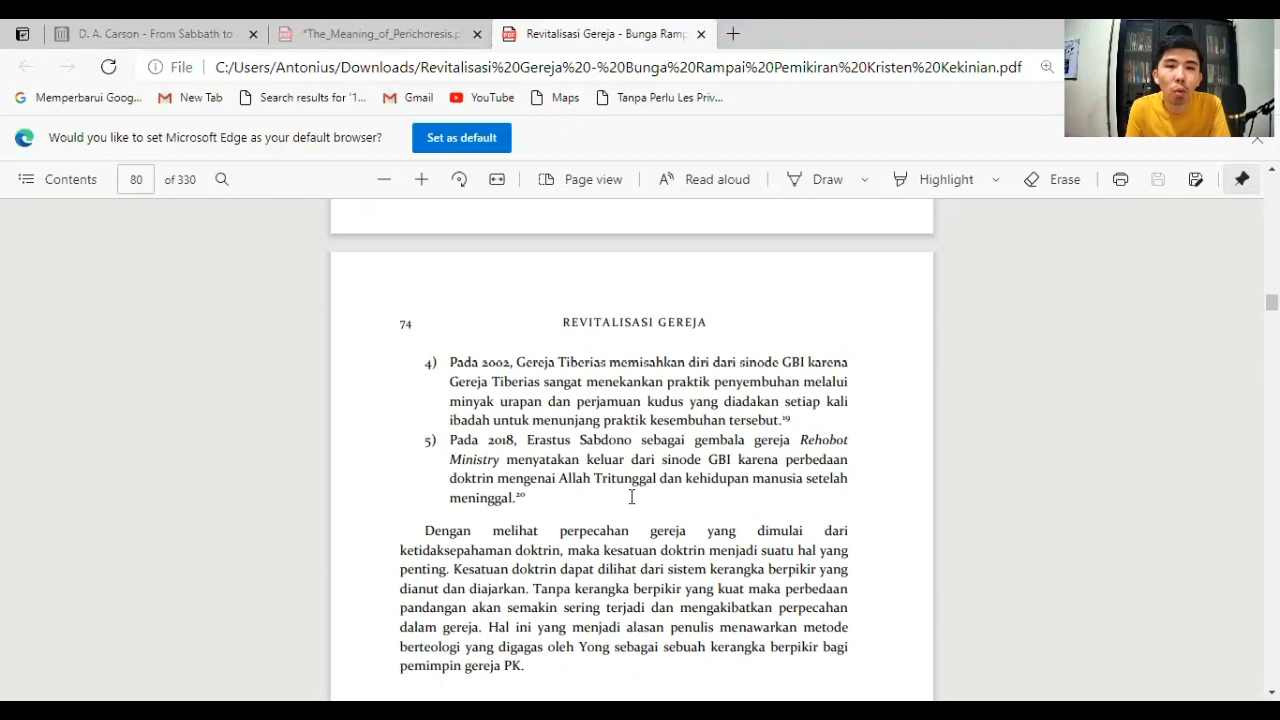 D. A. Carson - From Sabbath to
*The_Meaning_of_Perichoresis.p
Revitalisasi Gereja - Bunga Ramp
File
C:/Users/Antonius/Downloads/Revitalisasi%20Gereja%20-%20Bunga%20Rampai%20Pemikiran%20Kristen%20Kekinian.pdf
Memperbarui Goog...
New Tab
Search results for '1...
Gmail
YouTube
Maps
Tanpa Perlu Les Priv...
Would you like to set Microsoft Edge as your default browser?
Set as default
Contents
80
of 330
Page view
Read aloud
Draw
Highlight
Erase
74
REVITALISASI GEREJA
4) Pada 2002, Gereja Tiberias memisahkan diri dari sinode GBI karena
Gereja Tiberias sangat menekankan praktik penyembuhan melalui
minyak urapan dan perjamuan kudus yang diadakan setiap kali
ibadah untuk menunjang praktik kesembuhan tersebut.19
5) Pada 2018, Erastus Sabdono sebagai gembala gereja Rehobot
Ministry menyatakan keluar dari sinode GBI karena perbedaan
doktrin mengenai Allah Tritunggal dan kehidupan manusia setelah
meninggal.20
Dengan melihat perpecahan gereja yang dimulai dari
ketidaksepahaman doktrin, maka kesatuan doktrin menjadi suatu hal yang
penting. Kesatuan doktrin dapat dilihat dari sistem kerangka berpikir yang
dianut dan diajarkan. Tanpa kerangka berpikir yang kuat maka perbedaan
pandangan akan semakin sering terjadi dan mengakibatkan perpecahan
dalam gereja. Hal ini yang menjadi alasan penulis menawarkan metode
berteologi yang digagas oleh Yong sebagai sebuah kerangka berpikir bagi
pemimpin gereja PK.